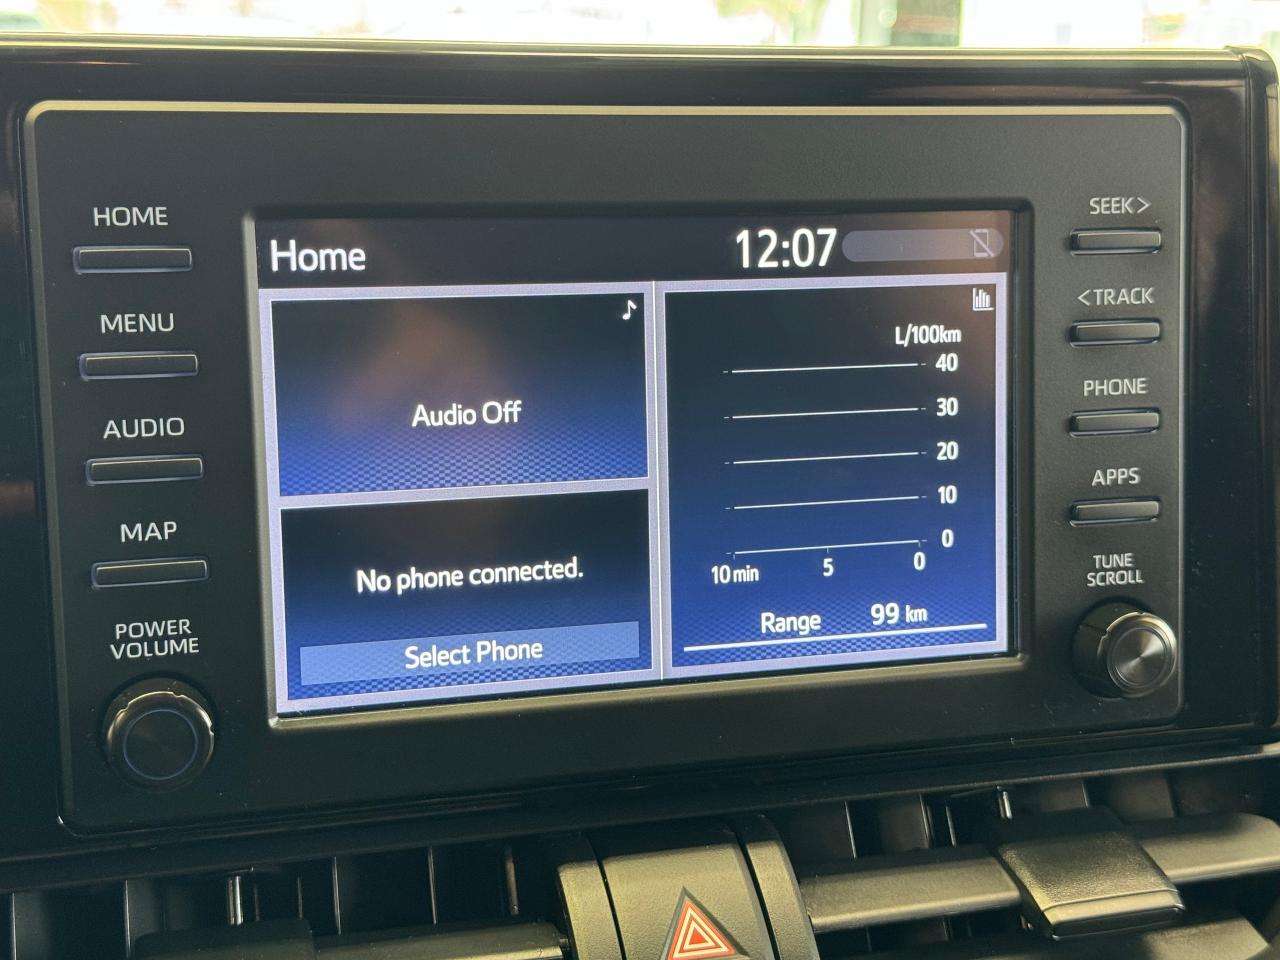 HOME
MENU
AUDIO
MAP
POWER
VOLUME
Home
12:07
Audio Off
No phone connected.
Select Phone
L/100km
40
30
20
10
0
10 min 5 0
Range 99 km
SEEK>
<TRACK
PHONE
APPS
TUNE
SCROLL